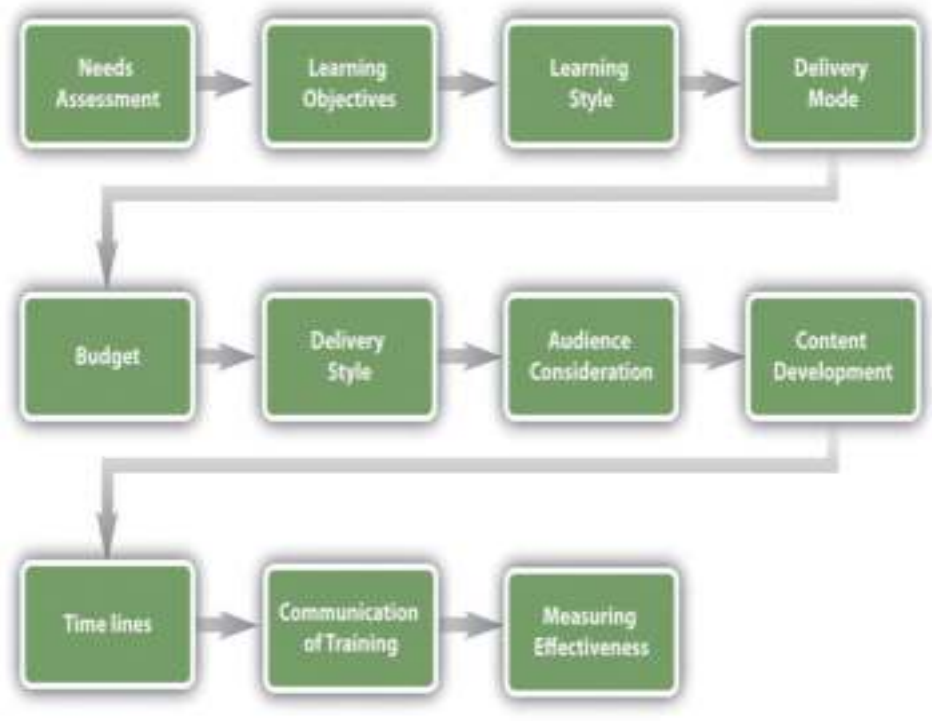 Needs
Assessment
Learning
Objectives
Learning
Style
Delivery
Mode
Budget
Delivery
Style
Audience
Consideration
Content
Development
Time lines
Communication
of Training
Measuring
Effectiveness